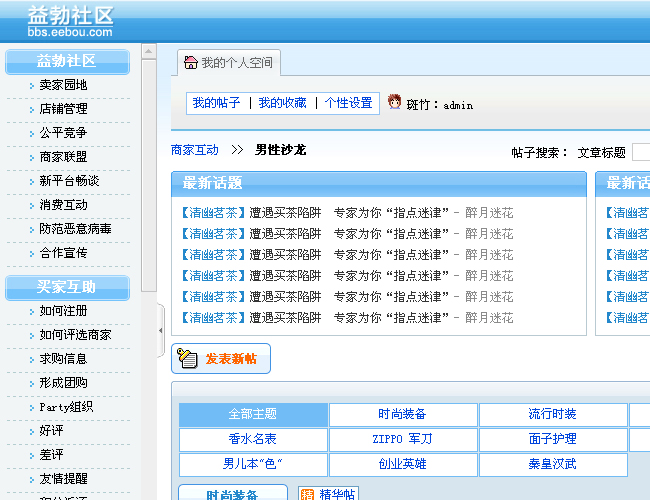 益勃社区
bbs.eebou.com
益勃社区
卖家园地
店铺管理
公平竞争
商家联盟
新平台畅谈
消费互动
防范恶意病毒
合作宣传
买家互助
如何注册
如何评选商家
求购信息
形成团购
Party组织
好评
差评
友情提醒
我的个人空间
我的帖子 | 我的收藏 | 个性设置 斑竹：admin
商家互动 >> 男性沙龙 帖子搜索： 文章标题
最新话题
【清幽茗茶】遭遇买茶陷阱 专家为你“指点迷津”- 醉月迷花
【清幽茗茶】遭遇买茶陷阱 专家为你“指点迷津”- 醉月迷花
【清幽茗茶】遭遇买茶陷阱 专家为你“指点迷津”- 醉月迷花
【清幽茗茶】遭遇买茶陷阱 专家为你“指点迷津”- 醉月迷花
【清幽茗茶】遭遇买茶陷阱 专家为你“指点迷津”- 醉月迷花
【清幽茗茶】遭遇买茶陷阱 专家为你“指点迷津”- 醉月迷花
最新话
【清幽茗
【清幽茗
【清幽茗
【清幽茗
【清幽茗
【清幽茗
发表新帖
全部主题 时尚装备 流行时装
香水名表 ZIPPO 军刀 面子护理
男儿本“色” 创业英雄 秦皇汉武
时尚装备 精 精华帖